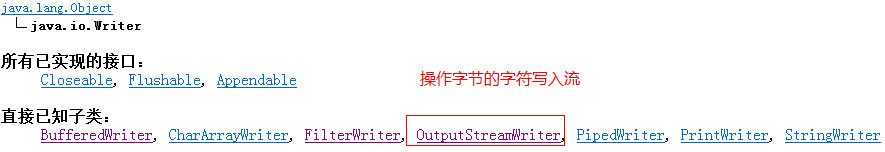 java.lang.Object
java.io.Writer
所有已实现的接口：
Closeable, Flushable, Appendable
操作字节的字符写入流
直接已知子类：
BufferedWriter, CharArrayWriter, FilterWriter, OutputStreamWriter, PipedWriter, PrintWriter, StringWriter